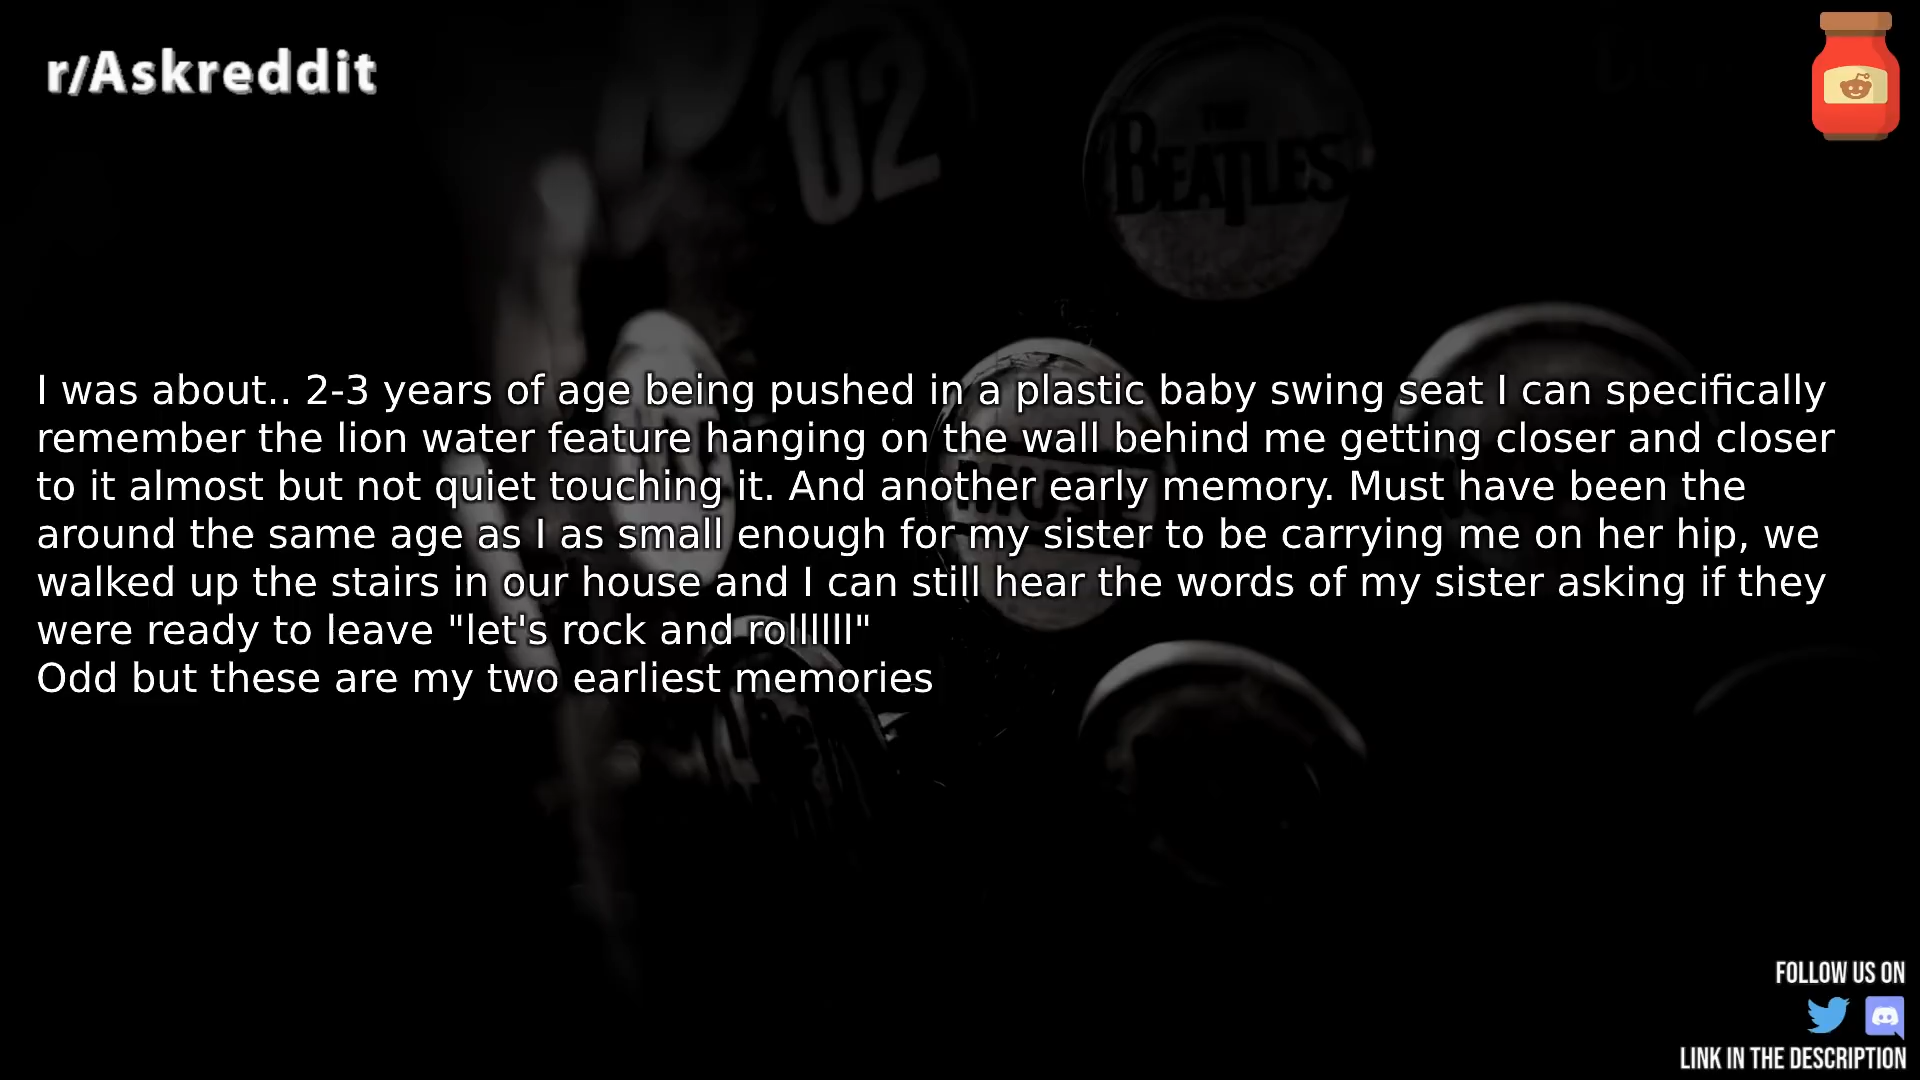 r/Askreddit
U2
THE
BEATLES
I was about.. 2-3 years of age being pushed in a plastic baby swing seat I can specifically
remember the lion water feature hanging on the wall behind me getting closer and closer
to it almost but not quiet touching it. And another early memory. Must have been the
around the same age as I as small enough for my sister to be carrying me on her hip, we
walked up the stairs in our house and I can still hear the words of my sister asking if they
were ready to leave "let's rock and rolllllll"
Odd but these are my two earliest memories
FOLLOW US ON
LINK IN THE DESCRIPTION